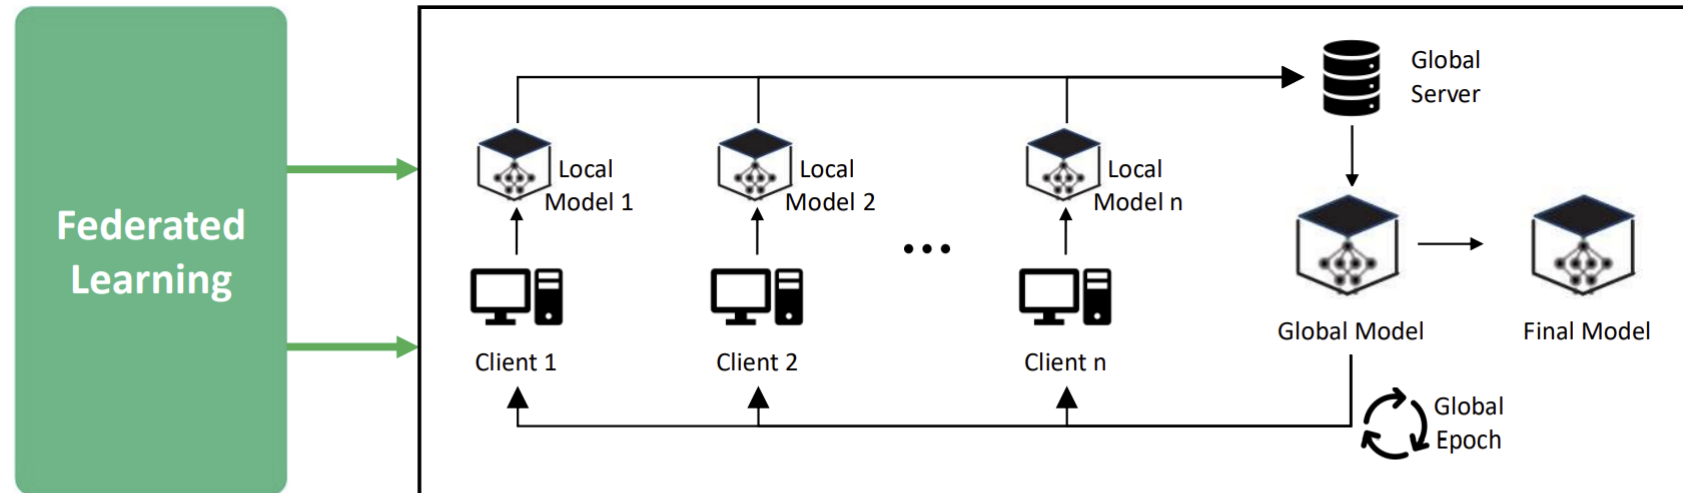 Federated
Learning
Global
Server
Local
Model 1
Local
Model 2
Local
Model n
...
Client 1
Client 2
Client n
Global Model
Final Model
Global
Epoch